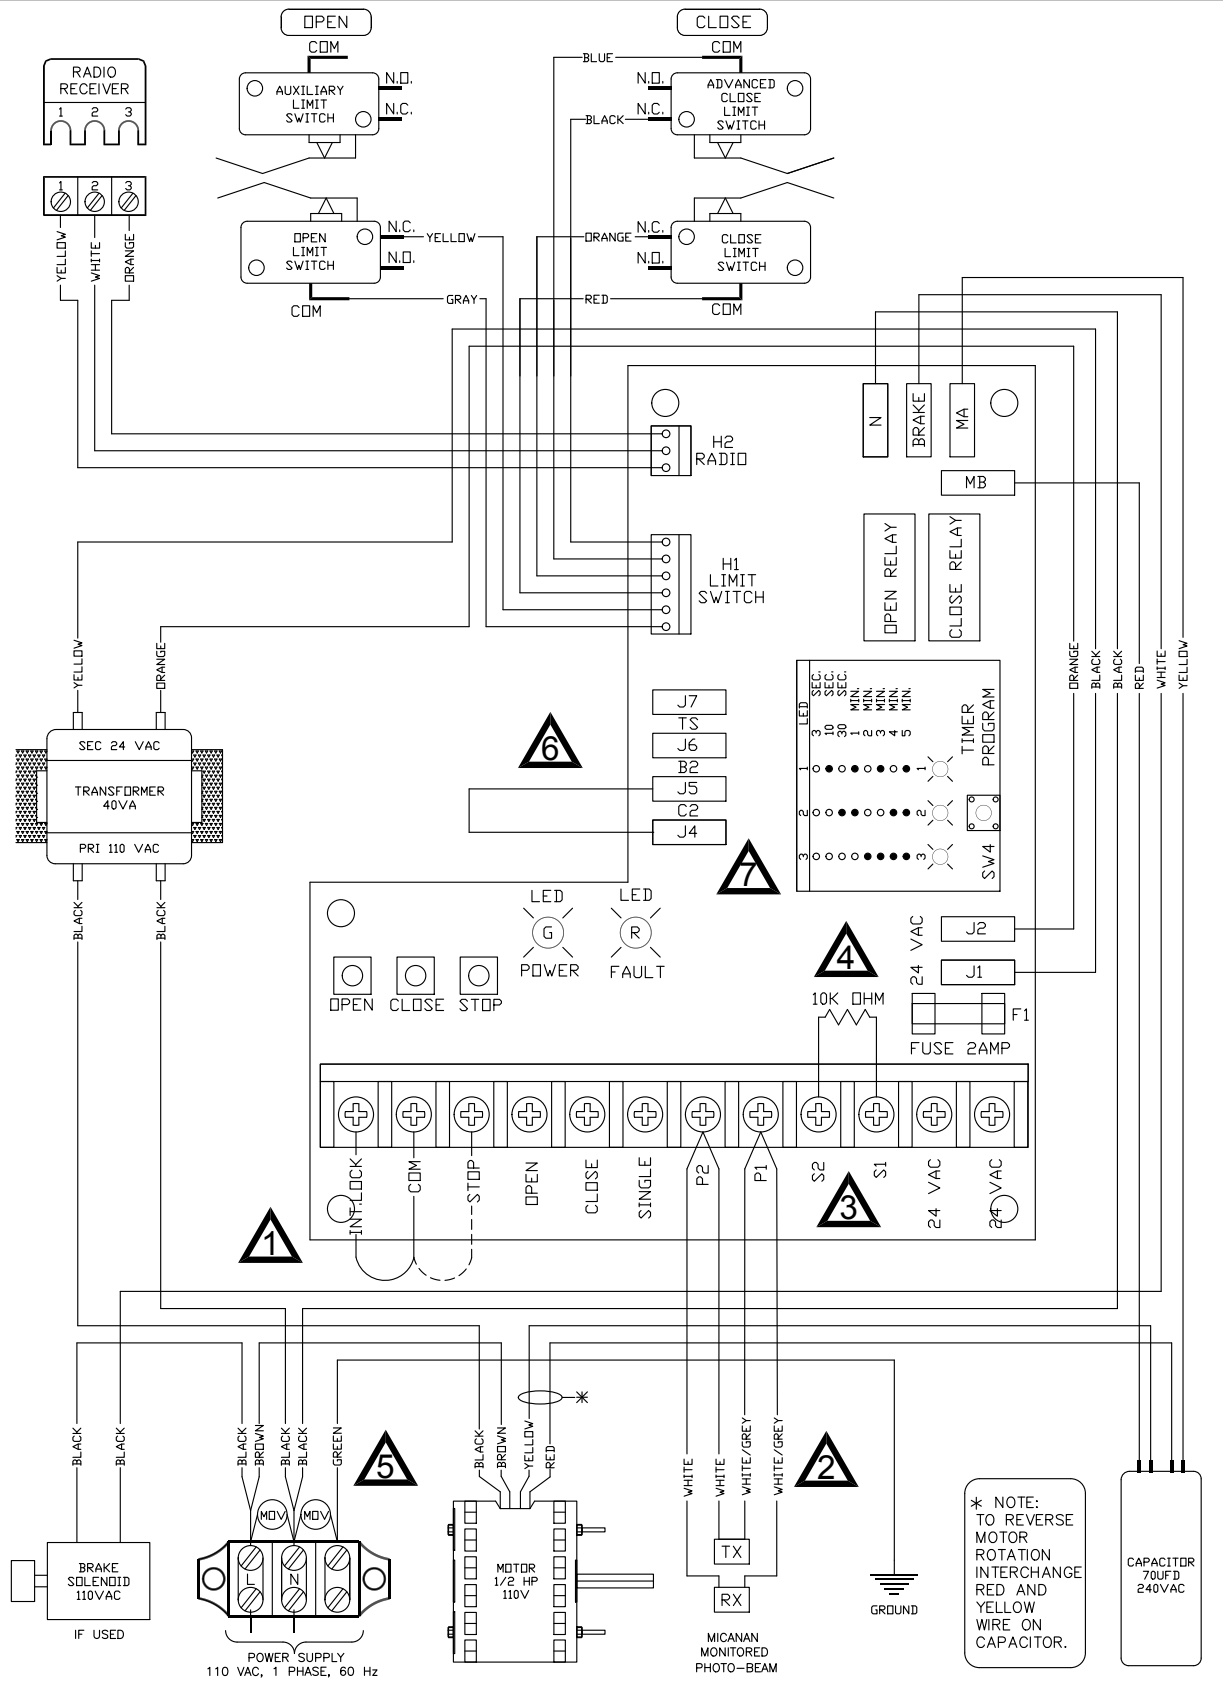 OPEN
CLOSE
RADIO
RECEIVER
1 2 3
1 2 3
YELLOW
WHITE
ORANGE
COM
AUXILIARY
LIMIT
SWITCH
N.O.
N.C.
OPEN
LIMIT
SWITCH
N.C.
N.O.
COM
YELLOW
GRAY
BLUE
COM
N.O.
N.C.
BLACK
ADVANCED
CLOSE
LIMIT
SWITCH
ORANGE
N.C.
N.O.
CLOSE
LIMIT
SWITCH
RED
COM
N
BRAKE
MA
MB
H2
RADIO
H1
LIMIT
SWITCH
OPEN RELAY
CLOSE RELAY
ORANGE
BLACK
BLACK
RED
WHITE
YELLOW
YELLOW
ORANGE
SEC 24 VAC
TRANSFORMER
40VA
PRI 110 VAC
BLACK
BLACK
6
J7
TS
J6
B2
J5
C2
J4
7
LED
3 SEC.
10 SEC.
30 SEC.
1 MIN.
2 MIN.
3 MIN.
4 MIN.
5 MIN.
1 1
2 2
3 3
TIMER
PROGRAM
SW4
LED
G
POWER
LED
R
FAULT
OPEN
CLOSE
STOP
4
10K OHM
24 VAC
J2
J1
F1
FUSE 2AMP
INT.LOCK
COM
STOP
OPEN
CLOSE
SINGLE
P2
P1
S2
S1
24 VAC
24 VAC
1
3
BLACK
BLACK
BLACK
BROWN
BLACK
BLACK
GREEN
5
BLACK
BROWN
YELLOW
RED
*
WHITE
WHITE
WHITE/GREY
WHITE/GREY
2
MOV
MOV
L
N
BRAKE
SOLENOID
110VAC
IF USED
POWER SUPPLY
110 VAC, 1 PHASE, 60 Hz
MOTOR
1/2 HP
110V
TX
RX
MICANAN
MONITORED
PHOTO-BEAM
GROUND
* NOTE:
TO REVERSE
MOTOR
ROTATION
INTERCHANGE
RED AND
YELLOW
WIRE ON
CAPACITOR.
CAPACITOR
70UFD
240VAC